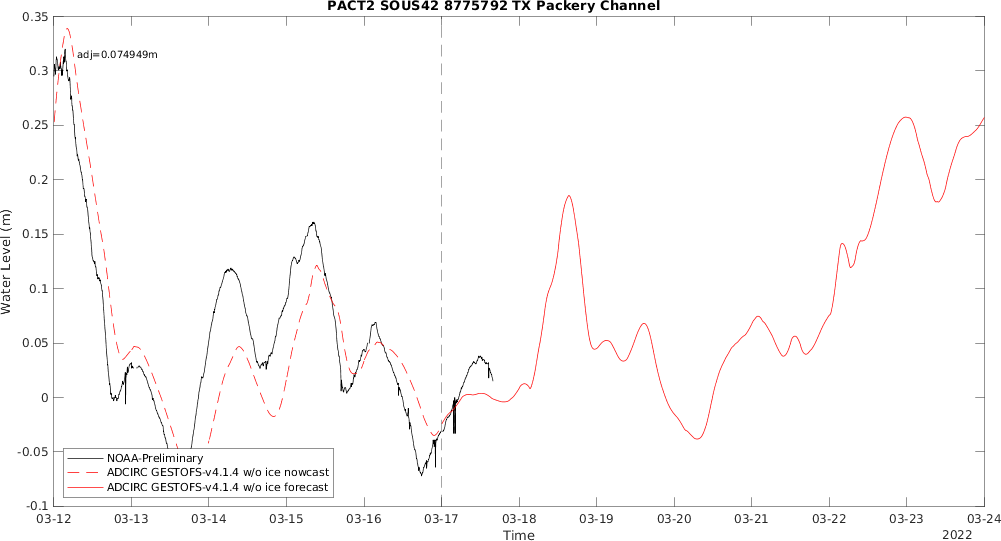 PACT2 SOUS42 8775792 TX Packery Channel
adj=0.074949m
Water Level (m)
0.35
0.3
0.25
0.2
0.15
0.1
0.05
0
-0.05
-0.1
NOAA-Preliminary
ADCIRC GESTOFS-v4.1.4 w/o ice nowcast
ADCIRC GESTOFS-v4.1.4 w/o ice forecast
03-12 03-13 03-14 03-15 03-16 03-17 03-18 03-19 03-20 03-21 03-22 03-23 03-24
Time
2022